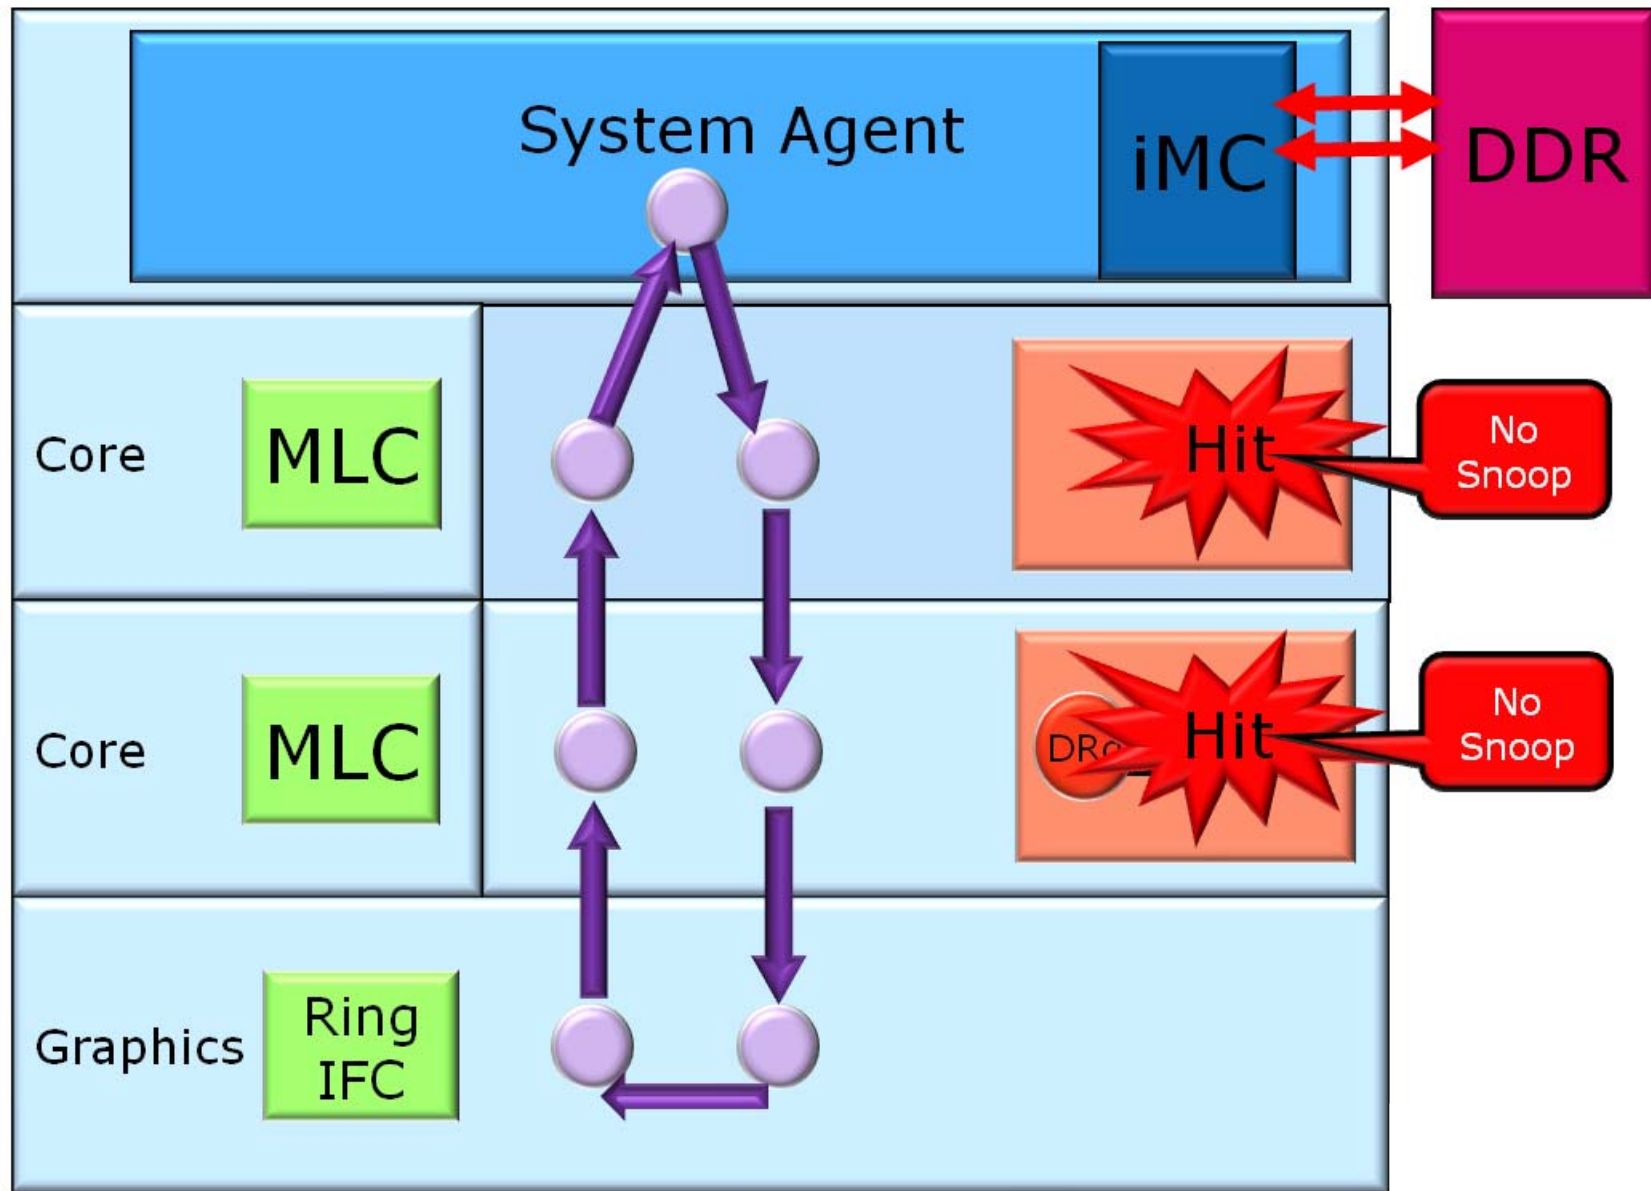 System Agent
iMC
DDR
Core
MLC
Hit
No
Snoop
Core
MLC
Hit
No
Snoop
Graphics
Ring
IFC